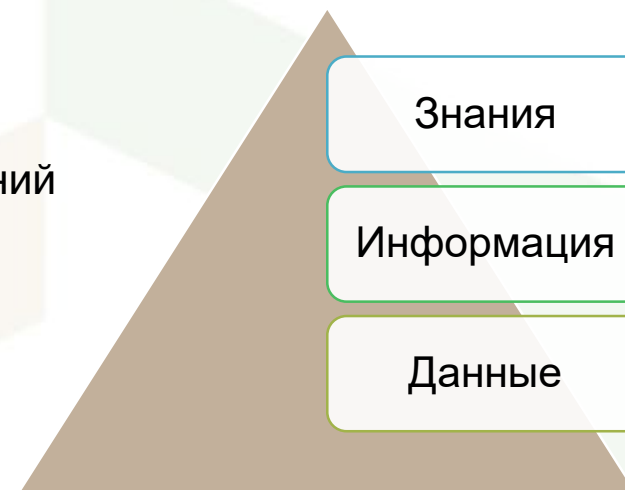 Знания
ний
Информация
Данные